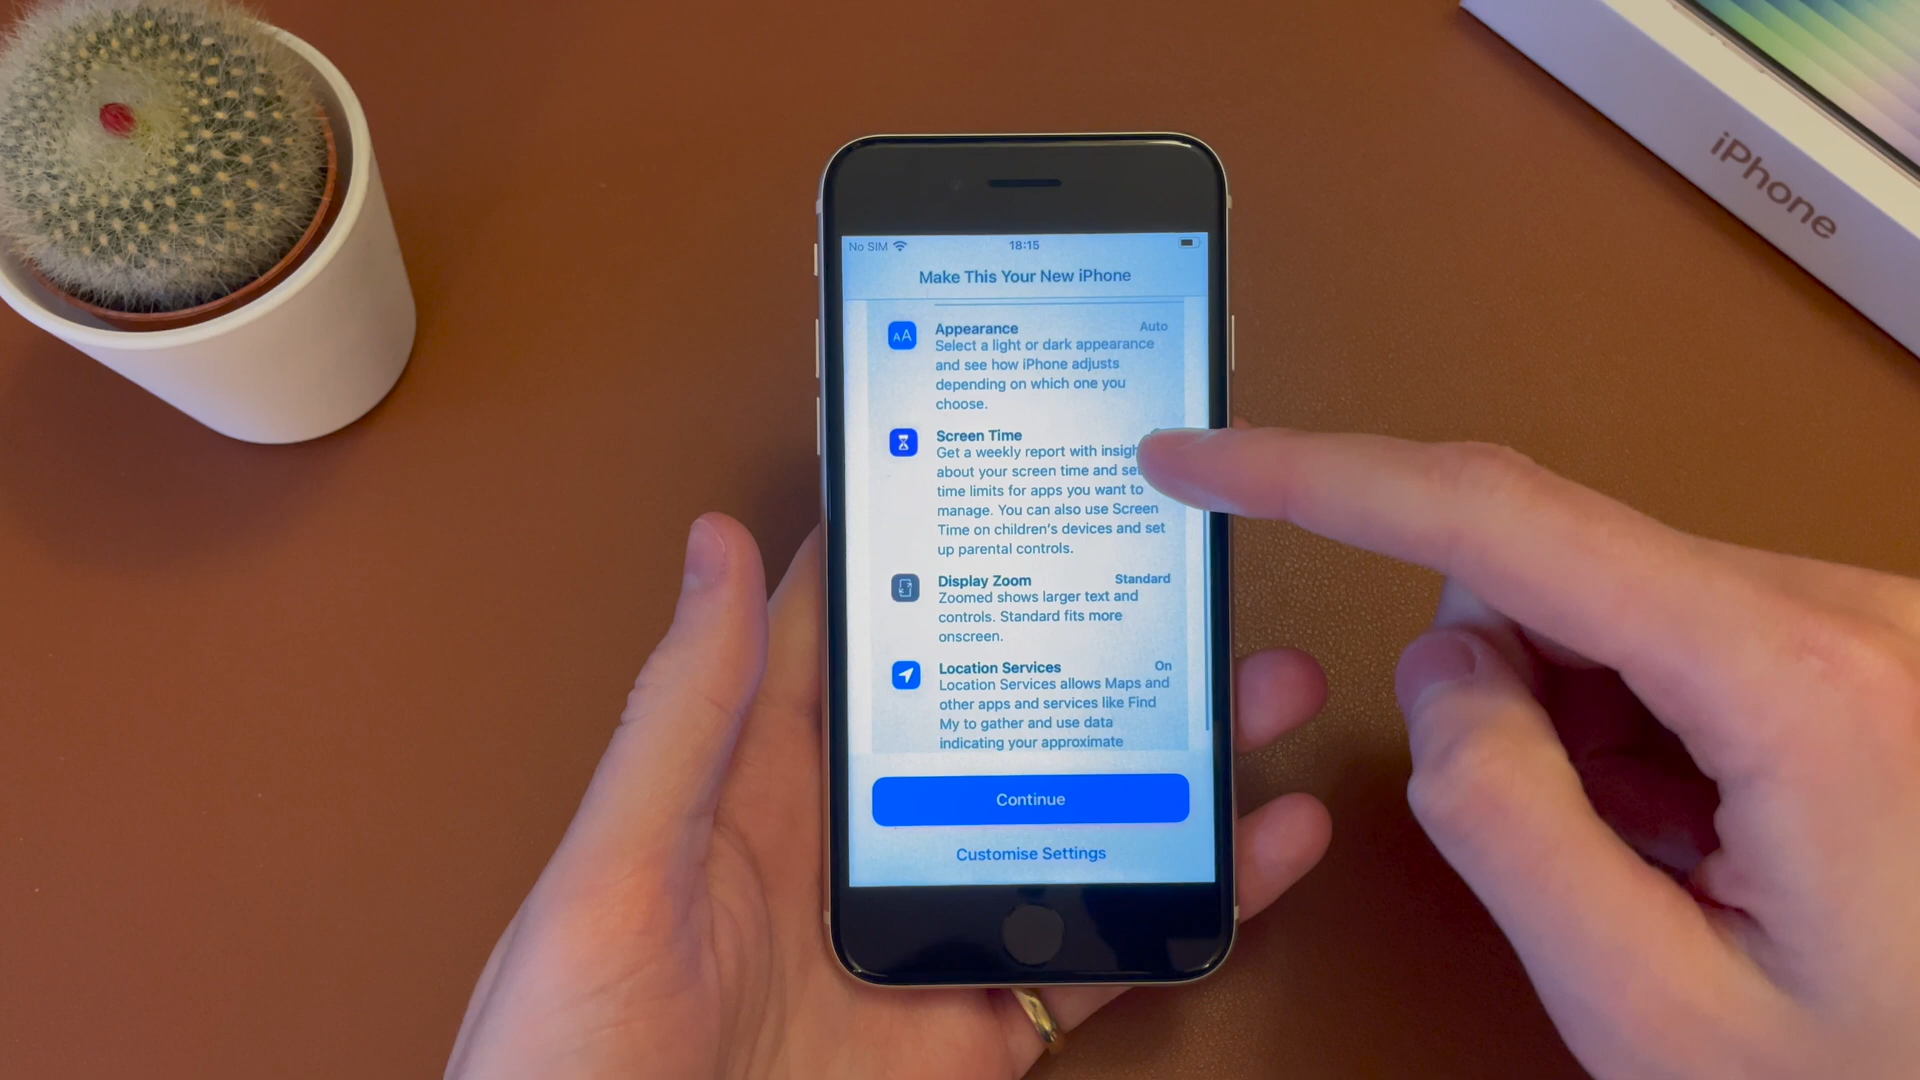 iPhone
No SIM 18:15
Make This Your New iPhone
Appearance Auto
Select a light or dark appearance
and see how iPhone adjusts
depending on which one you
choose.
Screen Time
Get a weekly report with
about your screen time and set
time limits for apps you want to
manage. You can also use Screen
Time on children's devices and set
up parental controls.
Display Zoom Standard
Zoomed shows larger text and
controls. Standard fits more
onscreen.
Location Services On
Location Services allows Maps and
other apps and services like Find
My to gather and use data
indicating your approximate
Continue
Customise Settings
AA